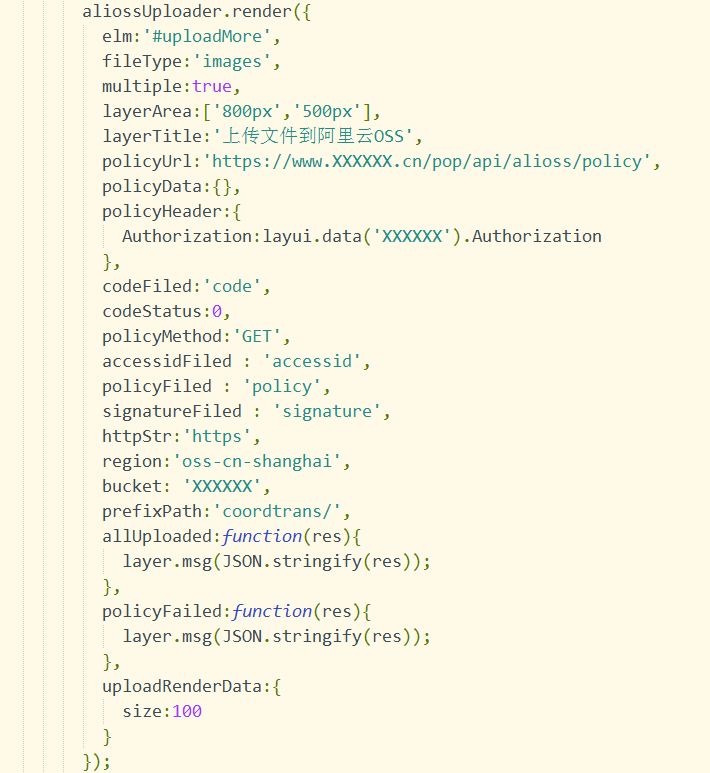 aliossUploader.render({
elm:'#uploadMore',
fileType:'images',
multiple:true,
layerArea:['800px','500px'],
layerTitle:'上传文件到阿里云OSS',
policyUrl:'https://www.XXXXXX.cn/pop/api/alioss/policy',
policyData:{},
policyHeader:{
Authorization:layui.data('XXXXXX').Authorization
},
codeFiled:'code',
codeStatus:0,
policyMethod:'GET',
accessidFiled : 'accessid',
policyFiled : 'policy',
signatureFiled : 'signature',
httpStr:'https',
region:'oss-cn-shanghai',
bucket: 'XXXXXX',
prefixPath:'coordtrans/',
allUploaded:function(res){
layer.msg(JSON.stringify(res));
},
policyFailed:function(res){
layer.msg(JSON.stringify(res));
},
uploadRenderData:{
size:100
}
});